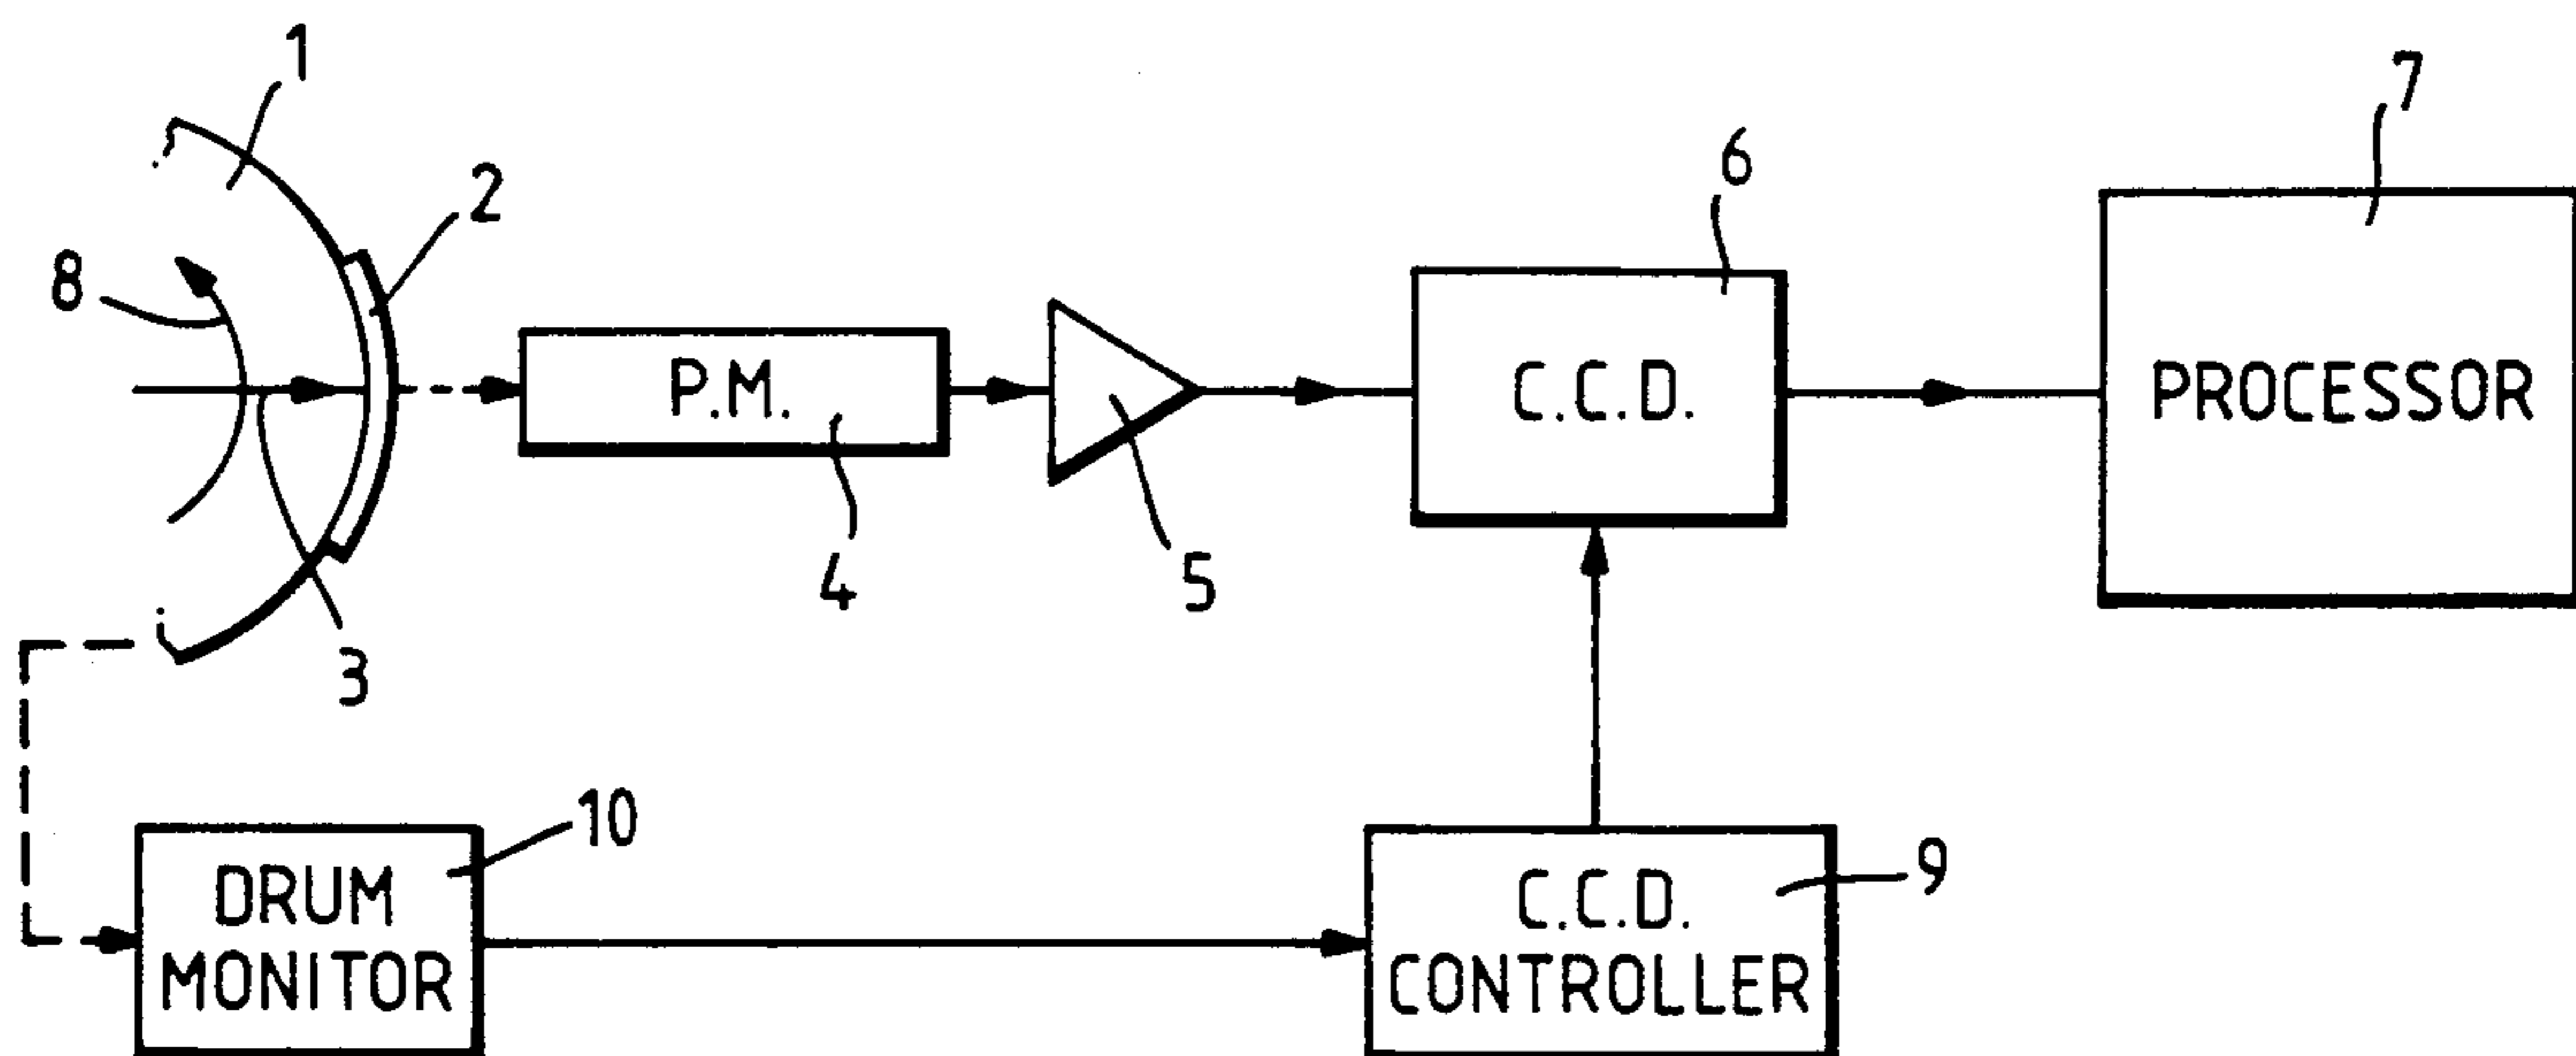 1
2
8
3
P.M.
4
5
C.C.D.
6
PROCESSOR
7
DRUM
MONITOR
10
C.C.D.
CONTROLLER
9